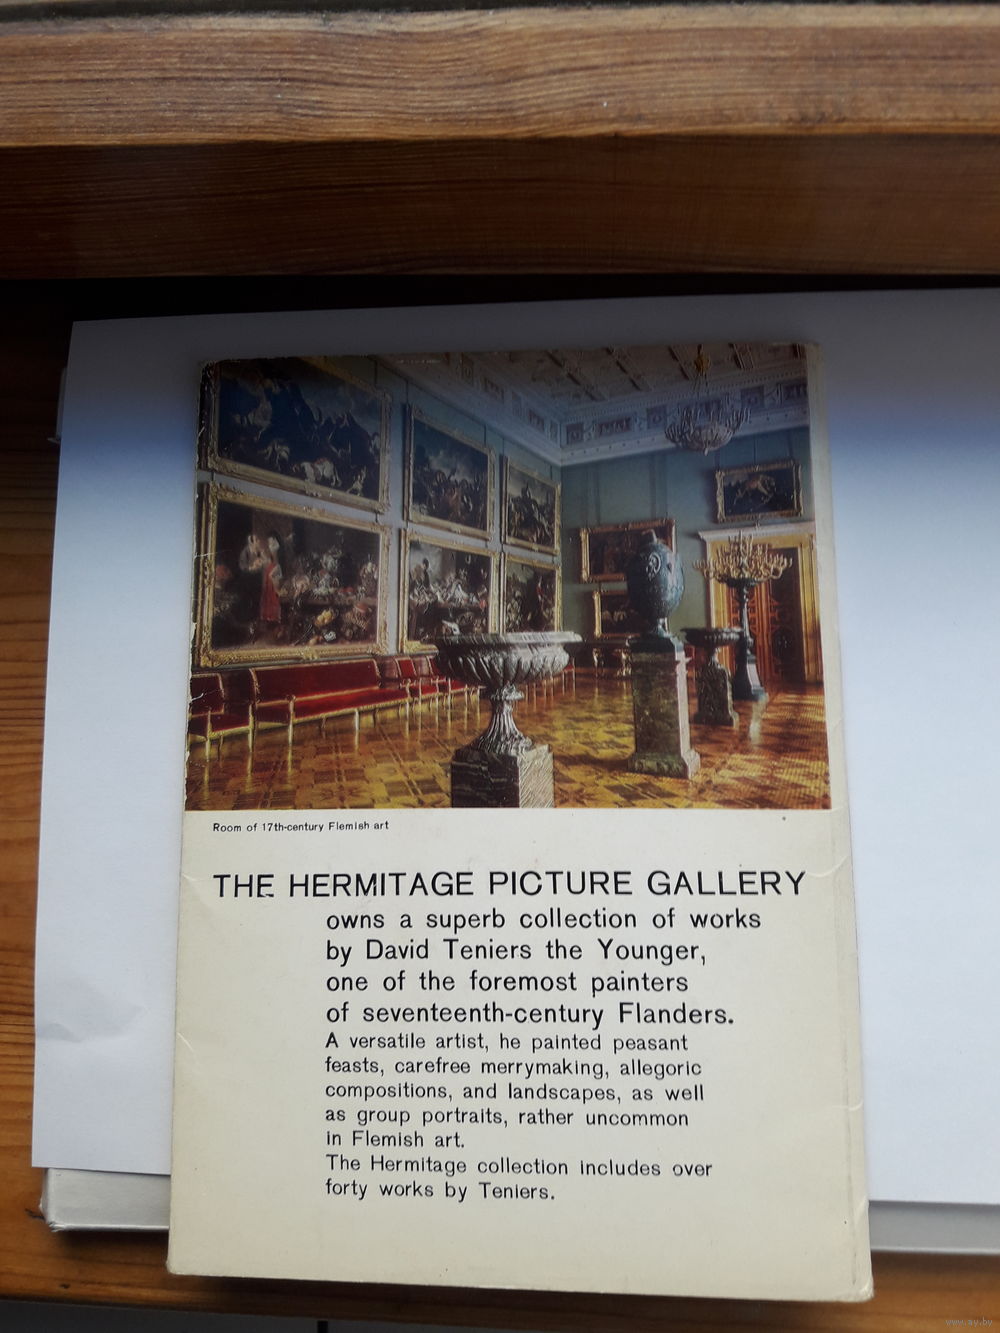 Room of 17th-century Flemish art
THE HERMITAGE PICTURE GALLERY
owns a superb collection of works
by David Teniers the Younger,
one of the foremost painters
of seventeenth-century Flanders.
A versatile artist, he painted peasant
feasts, carefree merrymaking, allegoric
compositions, and landscapes, as well
as group portraits, rather uncommon
in Flemish art.
The Hermitage collection includes over
forty works by Teniers.
www.ay.by